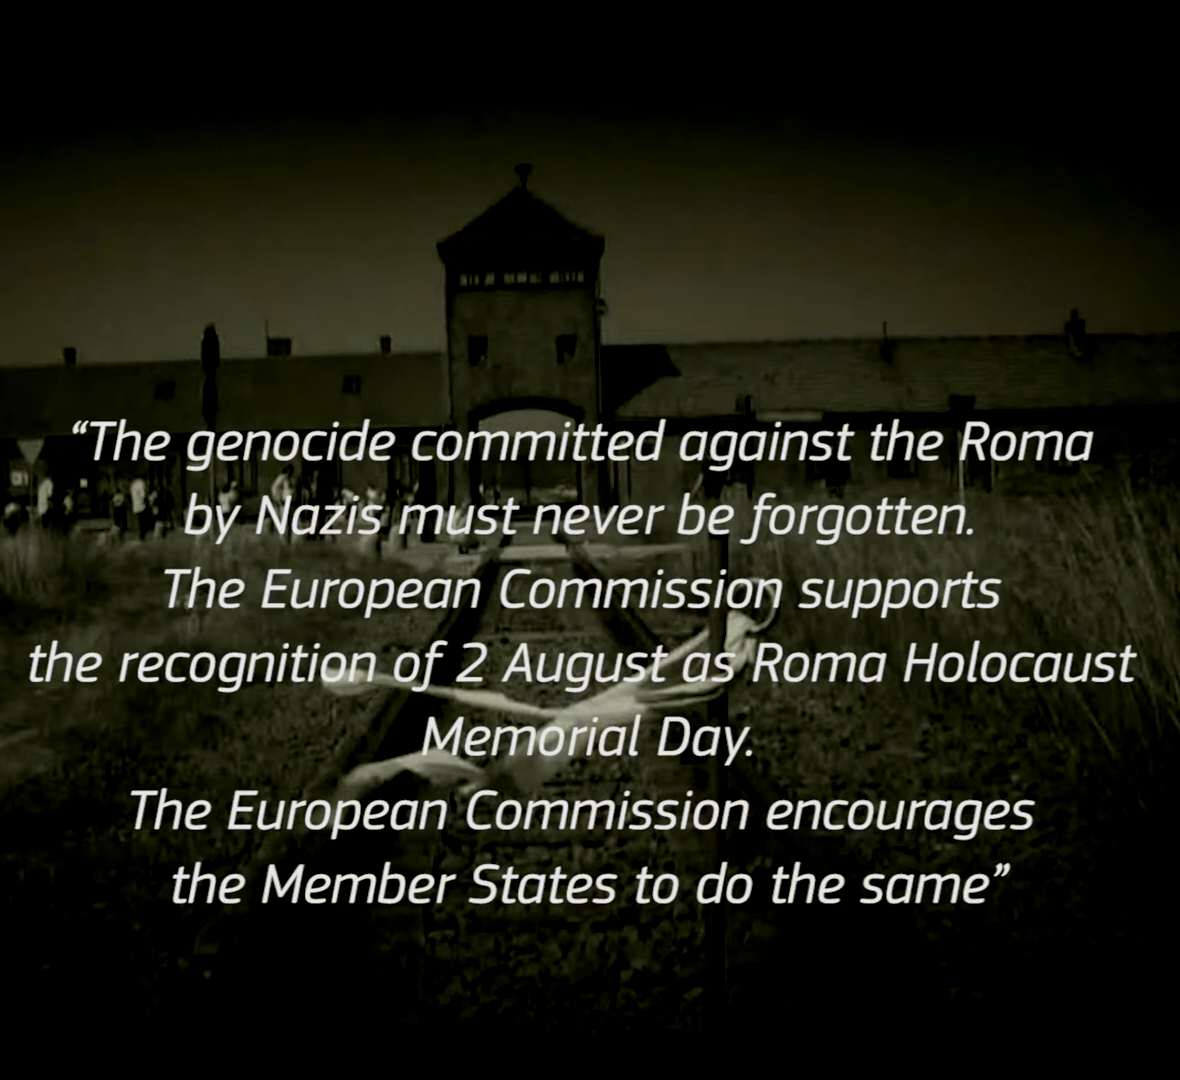 “The genocide committed against the Roma
by Nazis must never be forgotten.
The European Commission supports
the recognition of 2 August as Roma Holocaust
Memorial Day.
The European Commission encourages
the Member States to do the same”